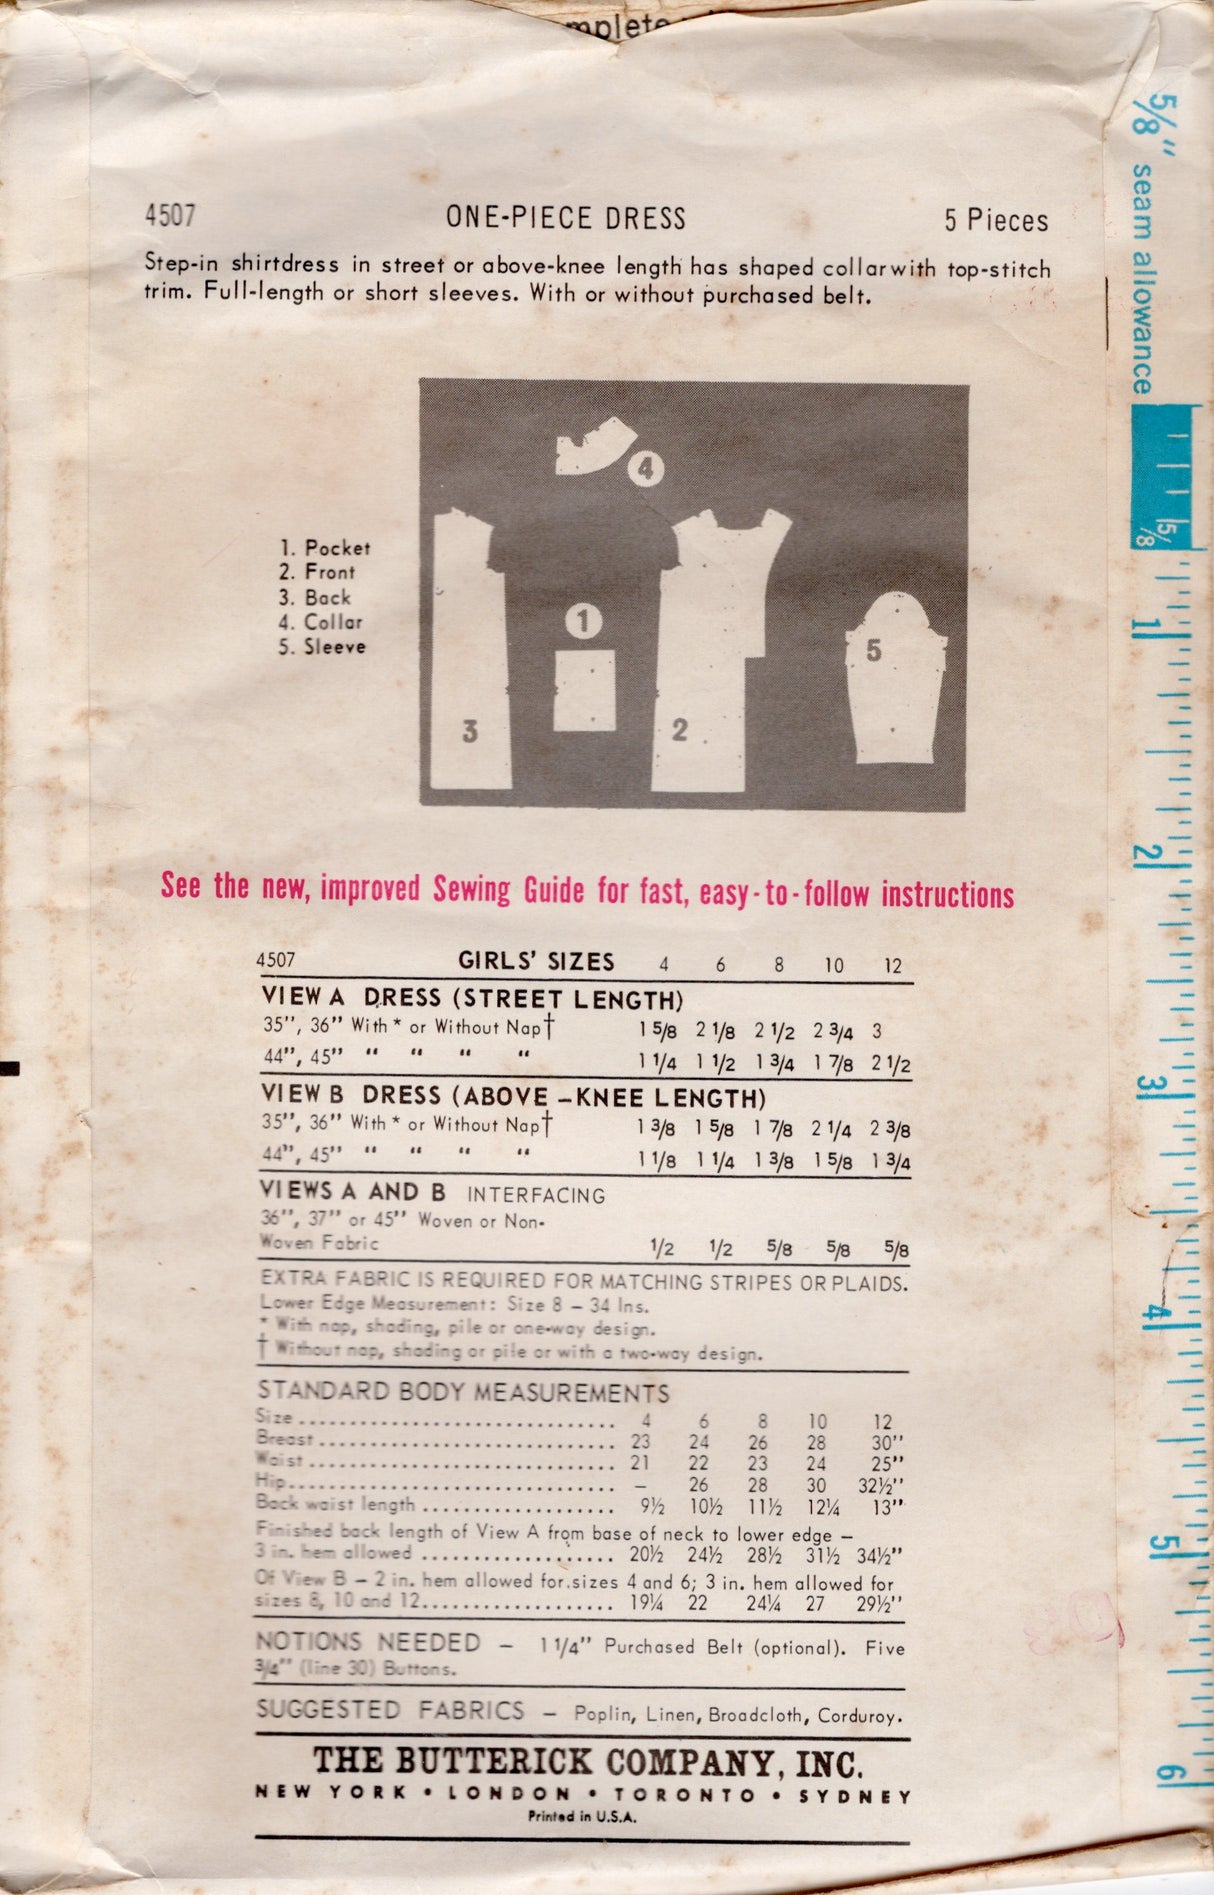 mplete
4507 ONE-PIECE DRESS 5 Pieces
Step-in shirtdress in street or above-knee length has shaped collar with top-stitch
trim. Full-length or short sleeves. With or without purchased belt.
1. Pocket
2. Front
3. Back
4. Collar
5. Sleeve
4
1
5
3
2
See the new, improved Sewing Guide for fast, easy-to-follow instructions
4507 GIRLS' SIZES 4 6 8 10 12
VIEW A DRESS (STREET LENGTH)
35", 36" With * or Without Nap† 1 5/8 2 1/8 2 1/2 2 3/4 3
44", 45" " " " " 1 1/4 1 1/2 1 3/4 1 7/8 2 1/2
VIEW B DRESS (ABOVE-KNEE LENGTH)
35", 36" With * or Without Nap† 1 3/8 1 5/8 1 7/8 2 1/4 2 3/8
44", 45" " " " " 1 1/8 1 1/4 1 3/8 1 5/8 1 3/4
VIEWS A AND B INTERFACING
36", 37" or 45" Woven or Non-
Woven Fabric 1/2 1/2 5/8 5/8 5/8
EXTRA FABRIC IS REQUIRED FOR MATCHING STRIPES OR PLAIDS.
Lower Edge Measurement: Size 8 – 34 Ins.
* With nap, shading, pile or one-way design.
† Without nap, shading or pile or with a two-way design.
STANDARD BODY MEASUREMENTS
Size 4 6 8 10 12
Breast 23 24 26 28 30"
Waist 21 22 23 24 25"
Hip – 26 28 30 32½"
Back waist length 9½ 10½ 11½ 12¼ 13"
Finished back length of View A from base of neck to lower edge –
3 in. hem allowed 20½ 24½ 28½ 31½ 34½"
Of View B – 2 in. hem allowed for sizes 4 and 6; 3 in. hem allowed for
sizes 8, 10 and 12 19¼ 22 24¼ 27 29½"
NOTIONS NEEDED – 1 1/4" Purchased Belt (optional). Five
3/4" (line 30) Buttons.
SUGGESTED FABRICS – Poplin, Linen, Broadcloth, Corduroy.
THE BUTTERICK COMPANY, INC.
NEW YORK • LONDON • TORONTO • SYDNEY
Printed in U.S.A.
5/8" seam allowance
5/8
1
2
3
4
5
6